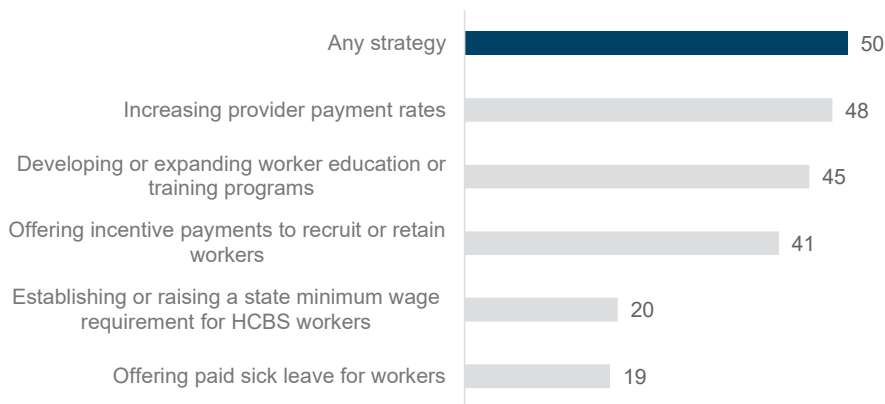 Any strategy
50
Increasing provider payment rates
48
Developing or expanding worker education or
training programs
45
Offering incentive payments to recruit or retain
workers
41
Establishing or raising a state minimum wage
requirement for HCBS workers
20
Offering paid sick leave for workers
19